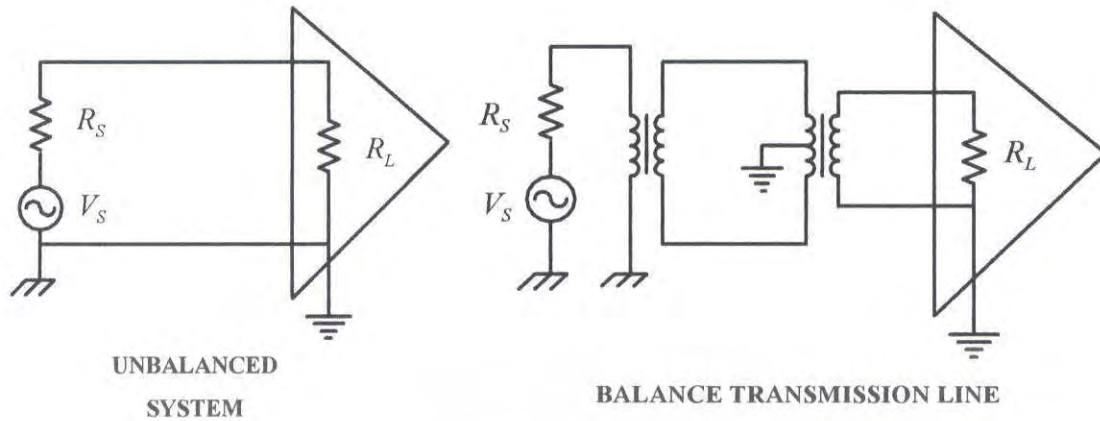 R_S
V_S
R_L
UNBALANCED
SYSTEM
R_S
V_S
R_L
BALANCE TRANSMISSION LINE